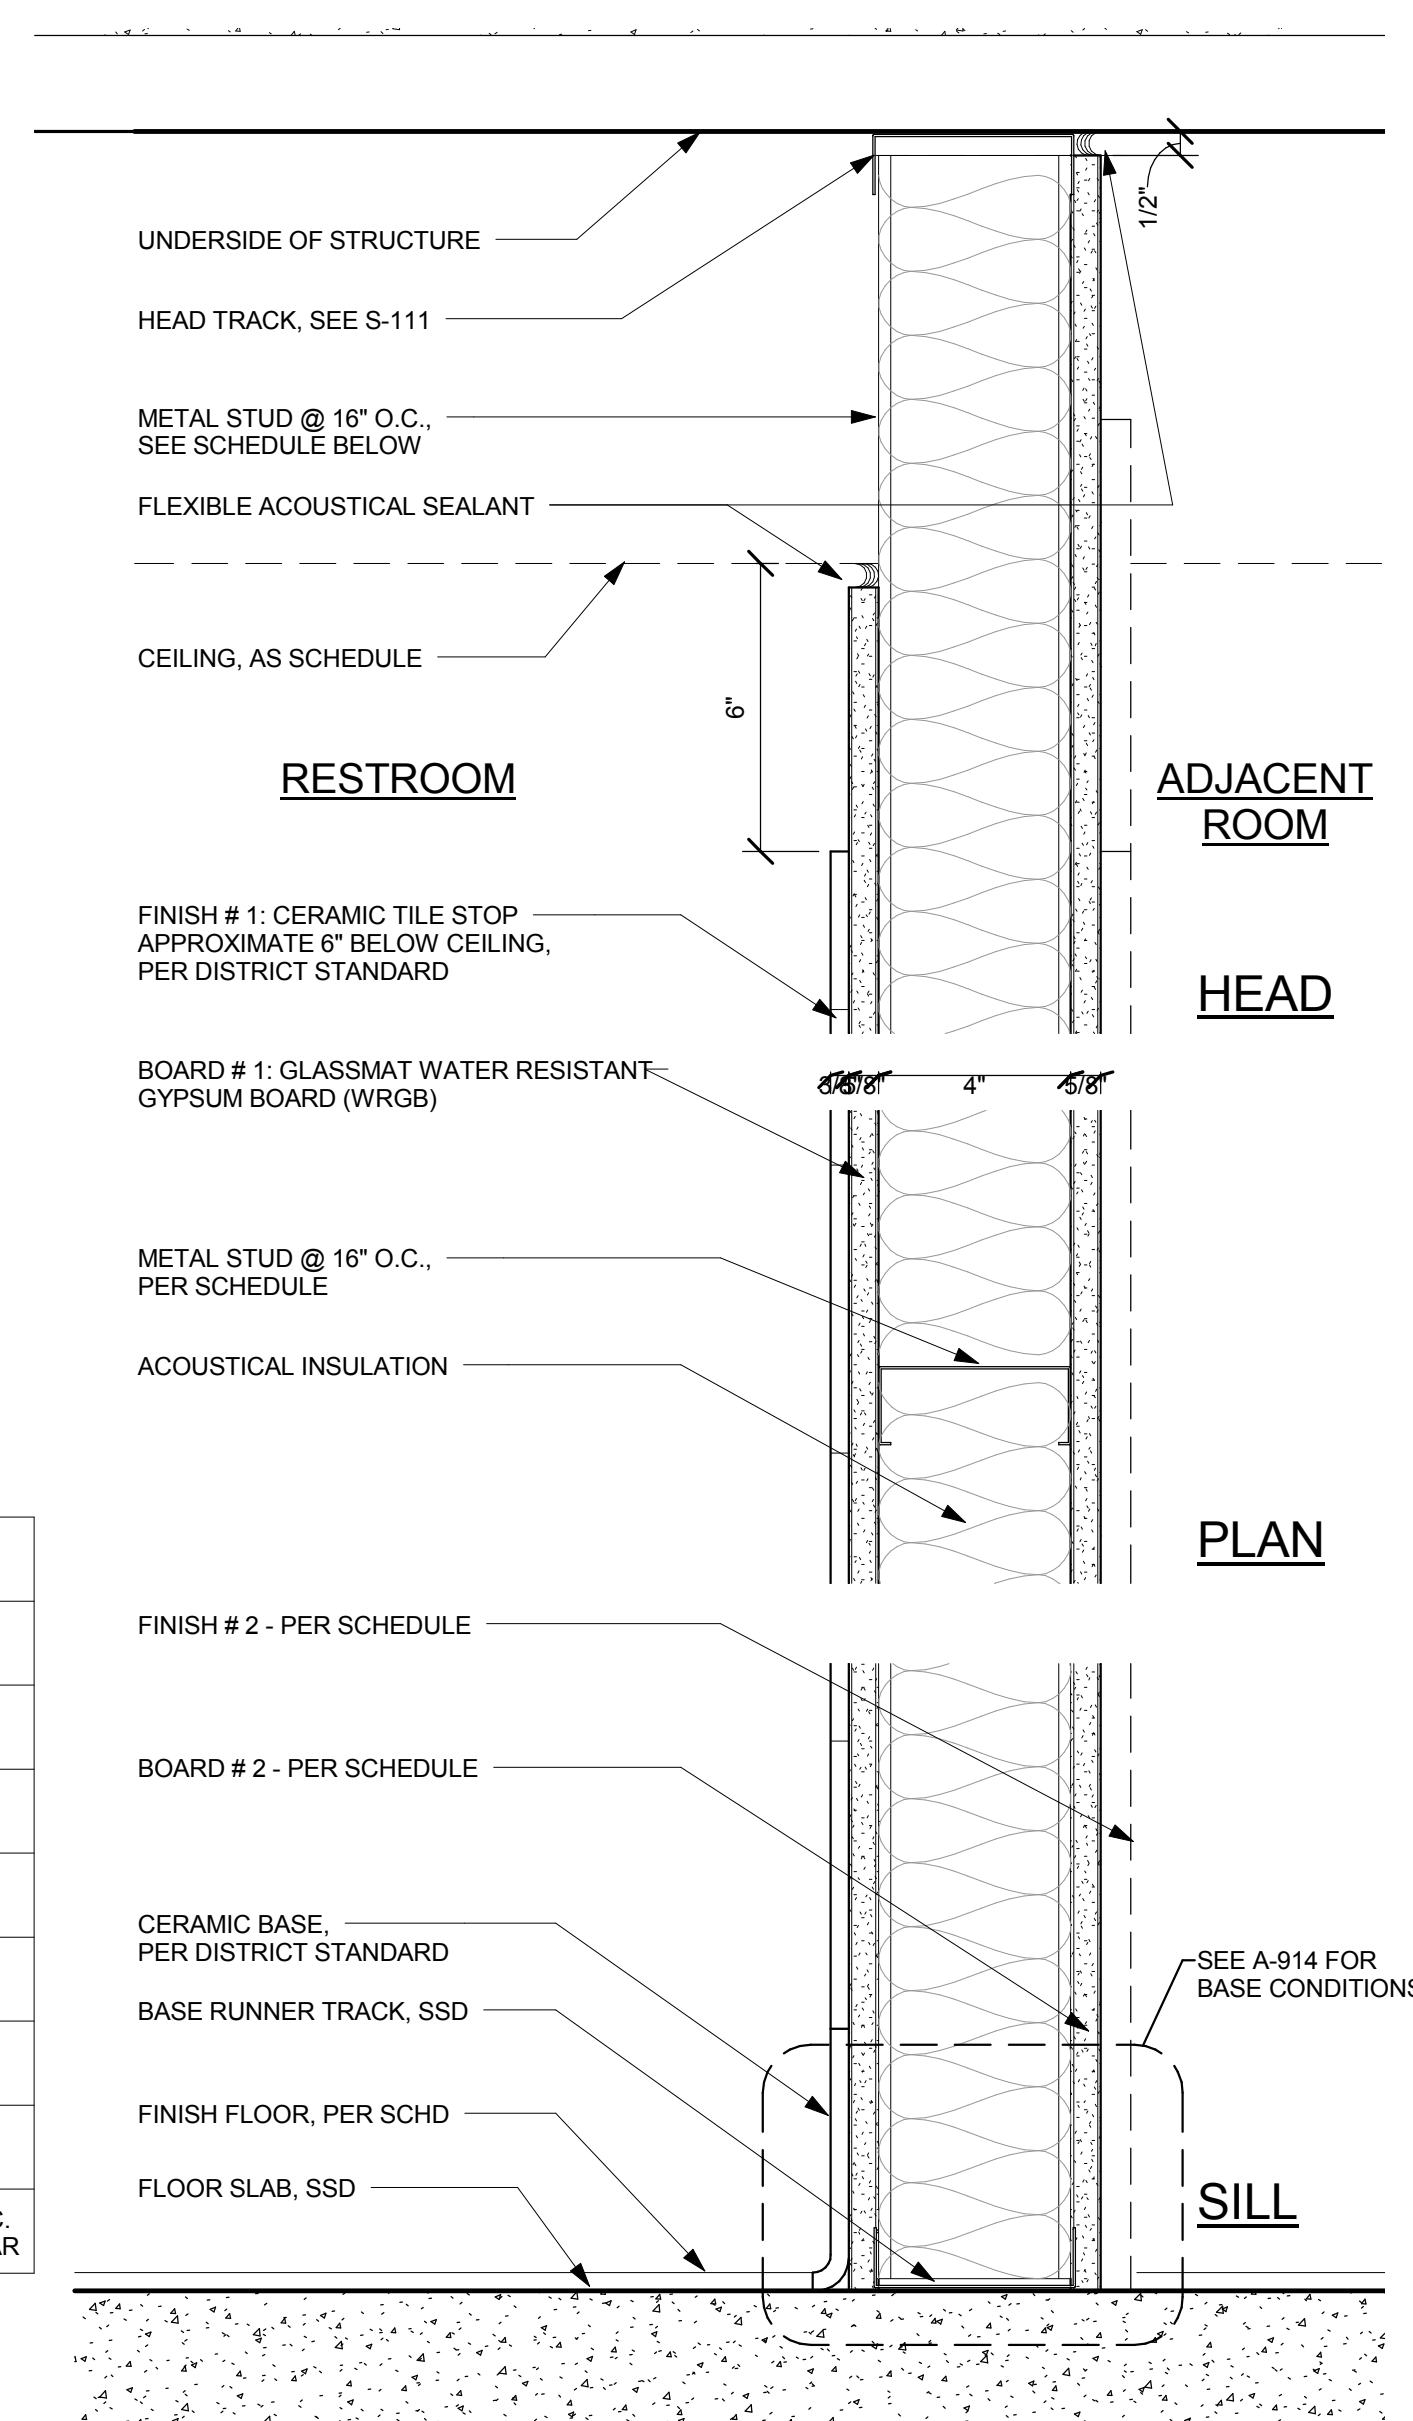 1/2"
UNDERSIDE OF STRUCTURE
HEAD TRACK, SEE S-111
METAL STUD @ 16" O.C.,
SEE SCHEDULE BELOW
FLEXIBLE ACOUSTICAL SEALANT
CEILING, AS SCHEDULE
6"
RESTROOM
ADJACENT
ROOM
FINISH # 1: CERAMIC TILE STOP
APPROXIMATE 6" BELOW CEILING,
PER DISTRICT STANDARD
HEAD
BOARD # 1: GLASSMAT WATER RESISTANT
GYPSUM BOARD (WRGB)
3/8" 5/8" 4" 5/8"
METAL STUD @ 16" O.C.,
PER SCHEDULE
ACOUSTICAL INSULATION
PLAN
FINISH # 2 - PER SCHEDULE
BOARD # 2 - PER SCHEDULE
CERAMIC BASE,
PER DISTRICT STANDARD
SEE A-914 FOR
BASE CONDITIONS
BASE RUNNER TRACK, SSD
FINISH FLOOR, PER SCHD
FLOOR SLAB, SSD
SILL